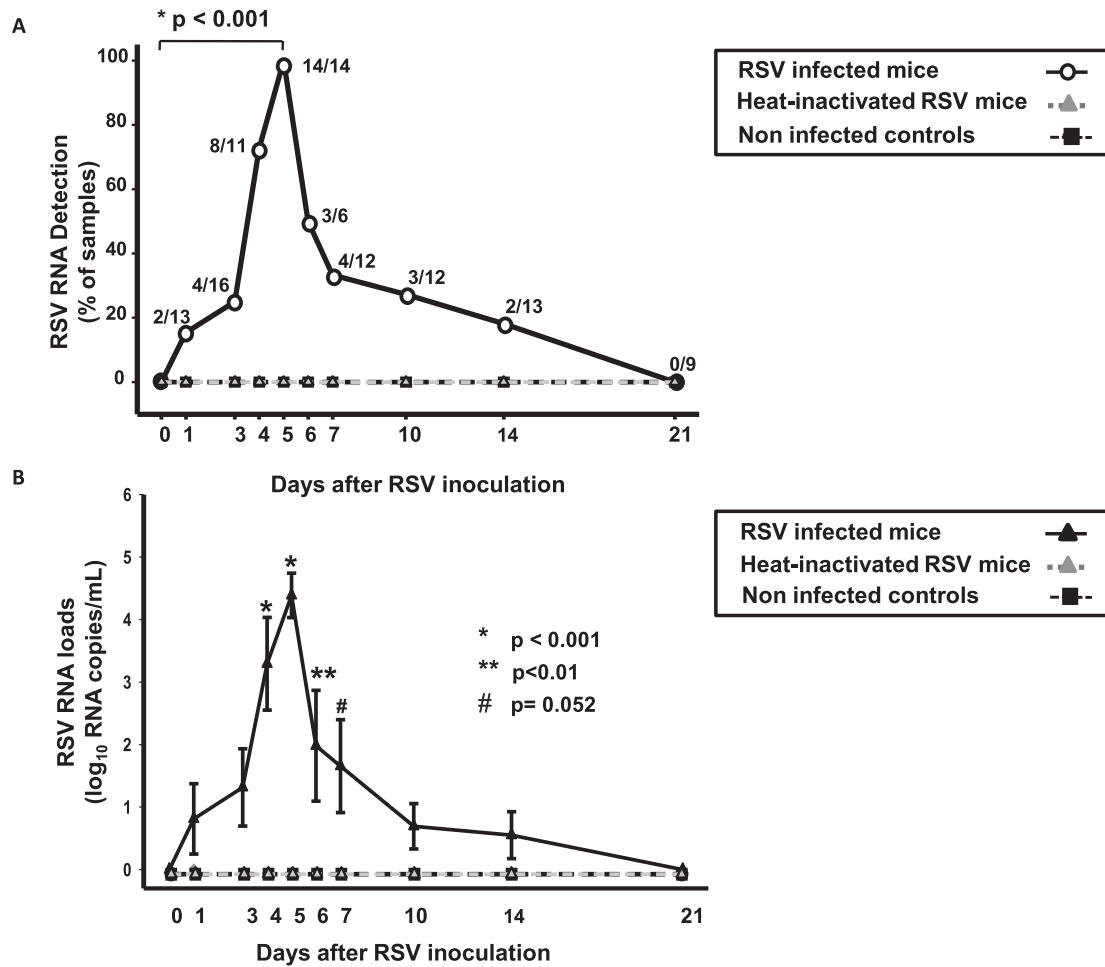 A
* p < 0.001
RSV RNA Detection
(% of samples)
100
80
60
40
20
0
2/13
4/16
8/11
14/14
3/6
4/12
3/12
2/13
0/9
0 1 3 4 5 6 7 10 14 21
Days after RSV inoculation
RSV infected mice
Heat-inactivated RSV mice
Non infected controls
B
RSV RNA loads
(log₁₀ RNA copies/mL)
6
5
4
3
2
1
0
*
*
**
#
* p < 0.001
** p<0.01
# p= 0.052
0 1 3 4 5 6 7 10 14 21
Days after RSV inoculation
RSV infected mice
Heat-inactivated RSV mice
Non infected controls